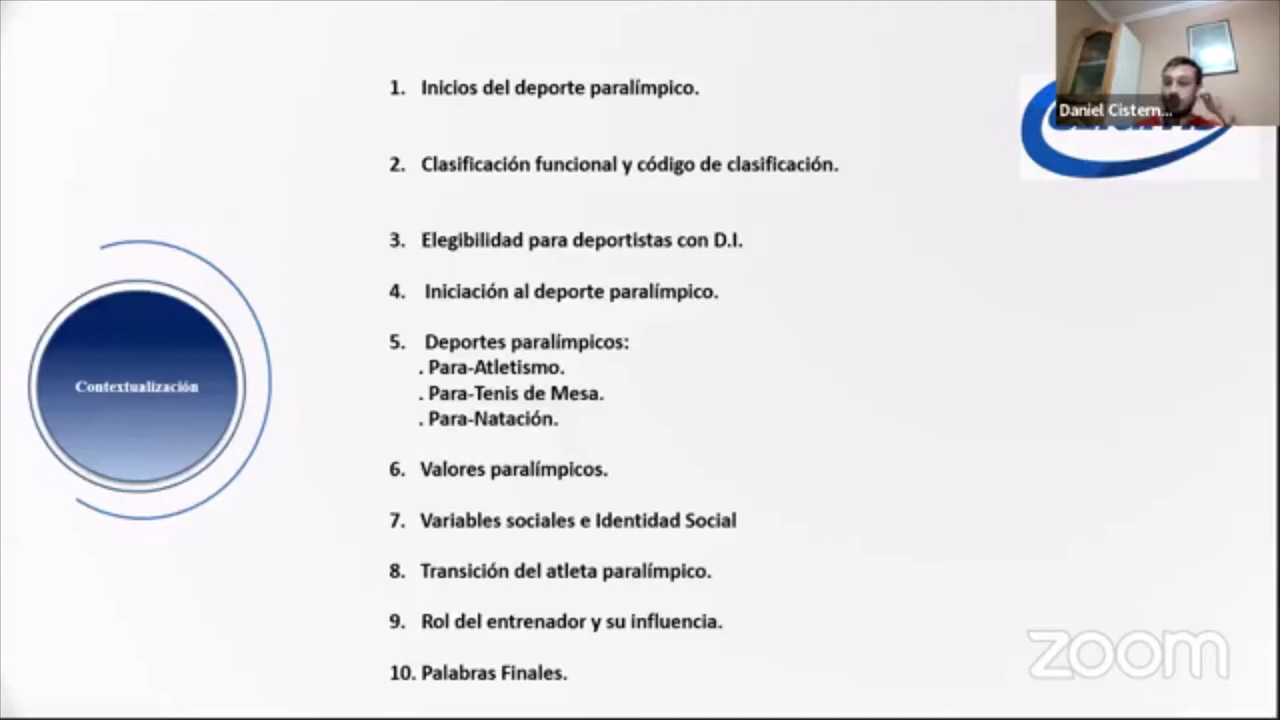 1. Inicios del deporte paralímpico.
2. Clasificación funcional y código de clasificación.
3. Elegibilidad para deportistas con D.I.
4. Iniciación al deporte paralímpico.
5. Deportes paralímpicos:
. Para-Atletismo.
. Para-Tenis de Mesa.
. Para-Natación.
6. Valores paralímpicos.
7. Variables sociales e Identidad Social
8. Transición del atleta paralímpico.
9. Rol del entrenador y su influencia.
10. Palabras Finales.
Contextualización
Daniel Cistern...
zoom